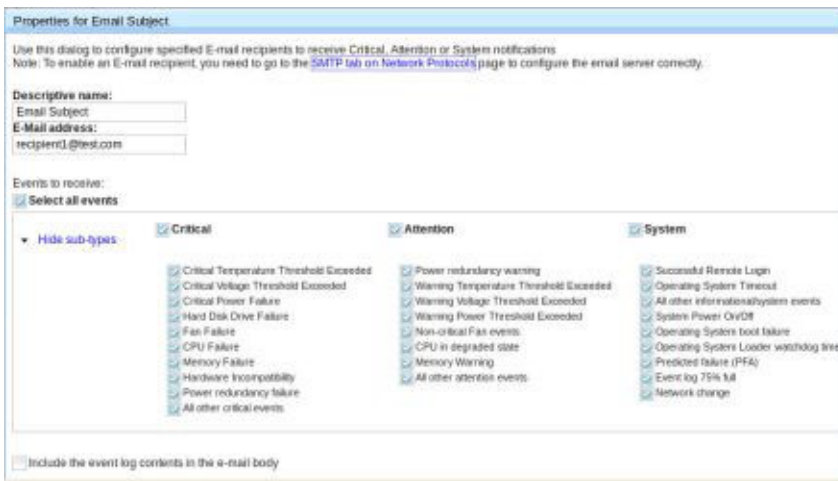 Properties for Email Subject
Use this dialog to configure specified E-mail recipients to receive Critical, Attention or System notifications
Note: To enable an E-mail recipient, you need to go to the SMTP tab on Network Protocols page to configure the email server correctly.
Descriptive name:
Email Subject
E-Mail address:
recipient1@test.com
Events to receive:
Select all events
Hide sub-types
Critical
Critical Temperature Threshold Exceeded
Critical Voltage Threshold Exceeded
Critical Power Failure
Hard Disk Drive Failure
Fan Failure
CPU Failure
Memory Failure
Hardware Incompatibility
Power redundancy failure
All other critical events
Attention
Power redundancy warning
Warning Temperature Threshold Exceeded
Warning Voltage Threshold Exceeded
Warning Power Threshold Exceeded
Non-critical Fan events
CPU in degraded state
Memory Warning
All other attention events
System
Successful Remote Login
Operating System Timeout
All other informational/system events
System Power On/Off
Operating System boot failure
Operating System Loader watchdog time
Predicted failure (PFA)
Event log 75% full
Network change
Include the event log contents in the e-mail body